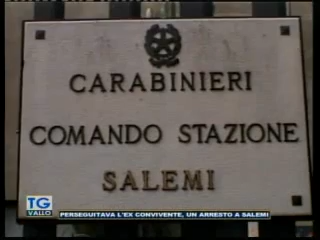 CARABINIERI
COMANDO STAZIONE
SALEMI
TG
VALLO
PERSEGUITAVA L'EX CONVIVENTE, UN ARRESTO A SALEMI